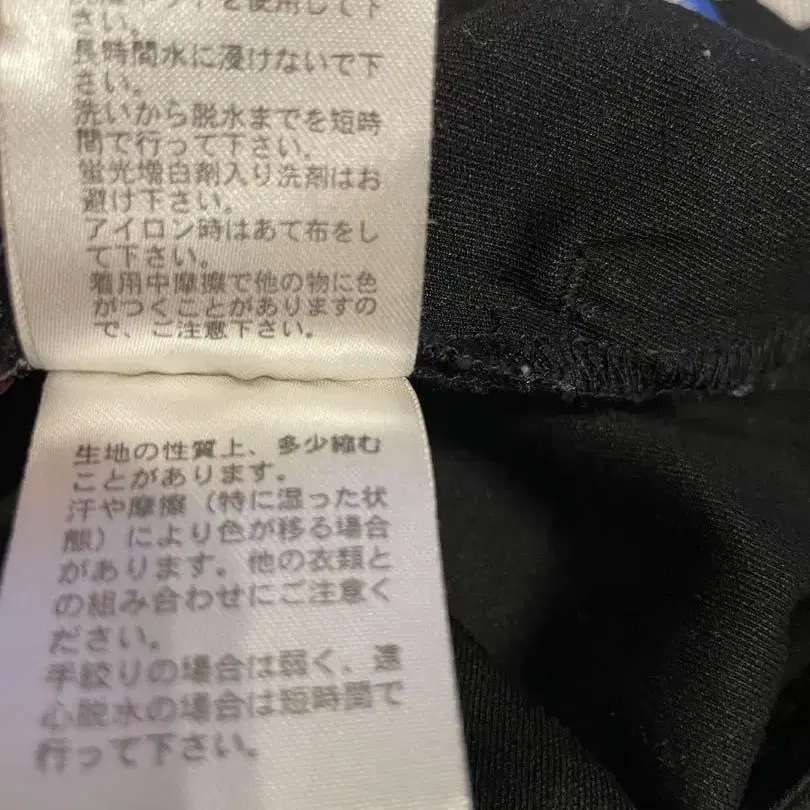 を使用して下
さい。
長時間水に浸けないで下
さい。
洗いから脱水までを短時
間で行って下さい。
蛍光増白剤入り洗剤はお
避け下さい。
アイロン時はあて布をし
て下さい。
着用中摩擦で他の物に色
がつくことがありますの
で、ご注意下さい。
生地の性質上、多少縮む
ことがあります。
汗や摩擦（特に湿った状
態）により色が移る場合
があります。他の衣類と
の組み合わせにご注意く
ださい。
手絞りの場合は弱く、遠
心脱水の場合は短時間で
行って下さい。